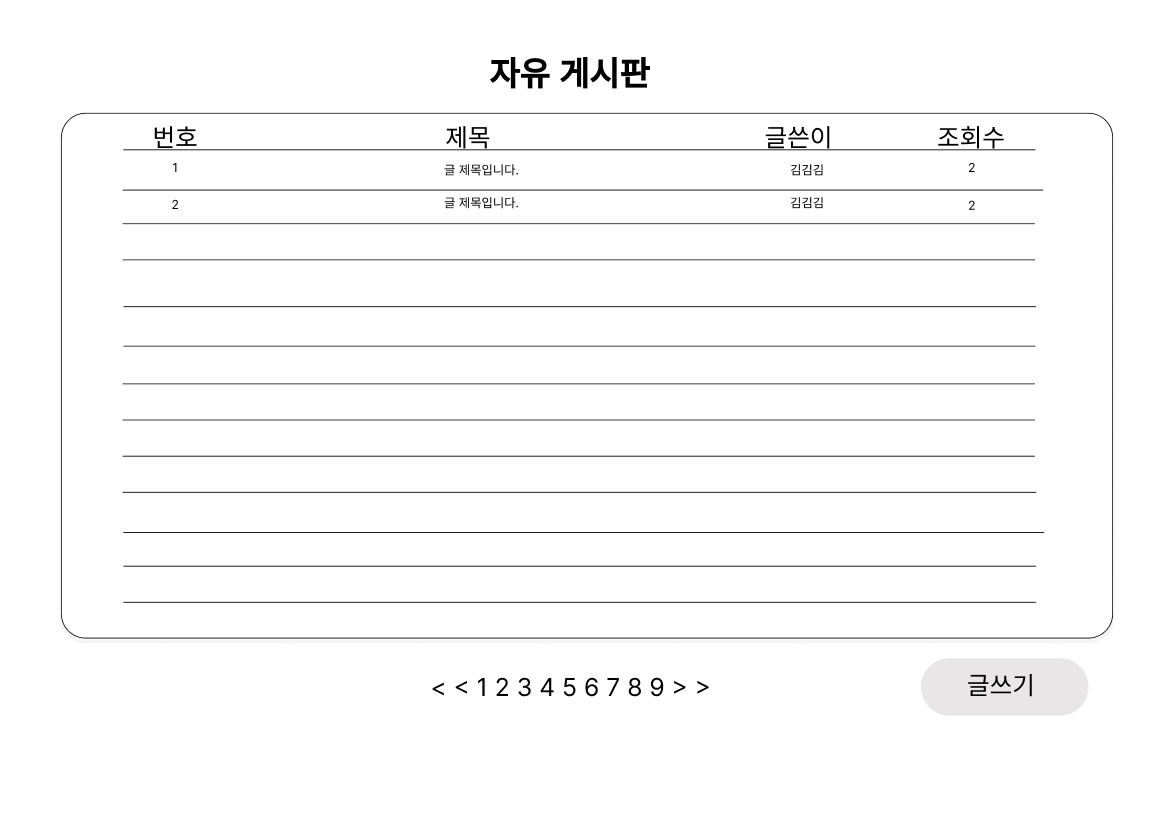 자유 게시판
번호 제목 글쓴이 조회수
1 글 제목입니다. 김김김 2
2 글 제목입니다. 김김김 2
< < 1 2 3 4 5 6 7 8 9 > >
글쓰기